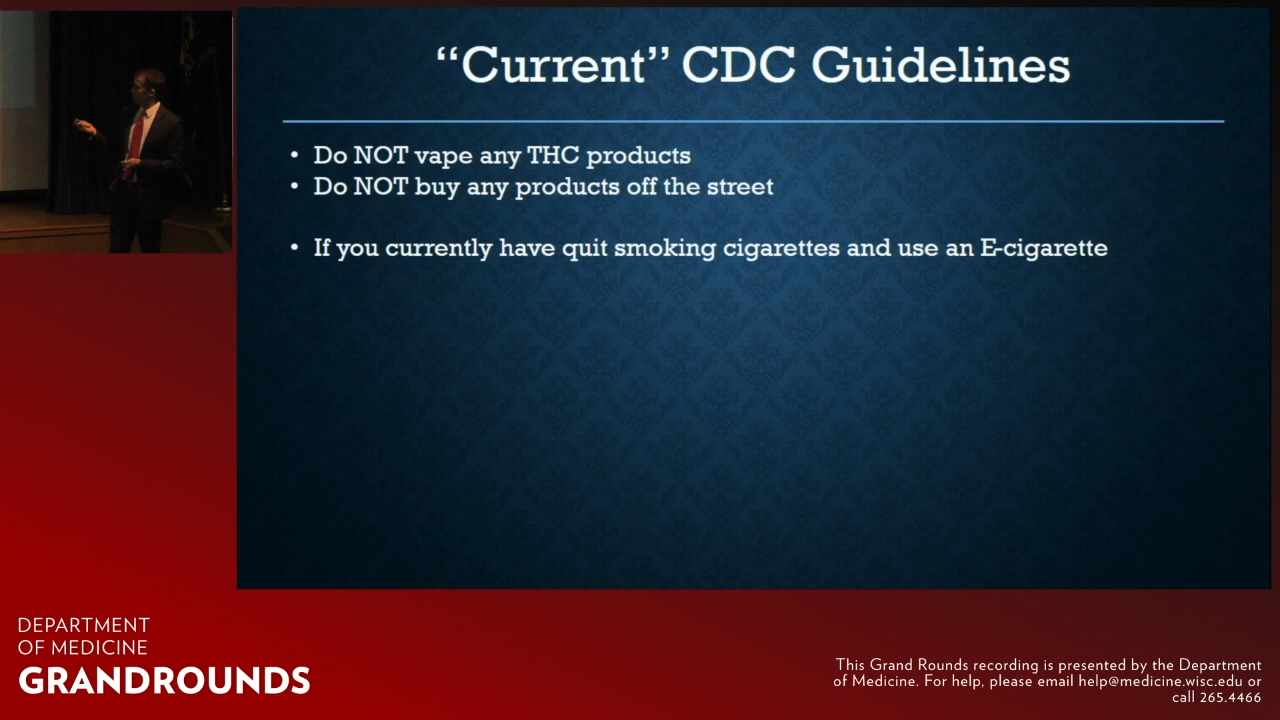 “Current” CDC Guidelines
• Do NOT vape any THC products
• Do NOT buy any products off the street
• If you currently have quit smoking cigarettes and use an E-cigarette
DEPARTMENT
OF MEDICINE
GRANDROUNDS
This Grand Rounds recording is presented by the Department
of Medicine. For help, please email help@medicine.wisc.edu or
call 265.4466